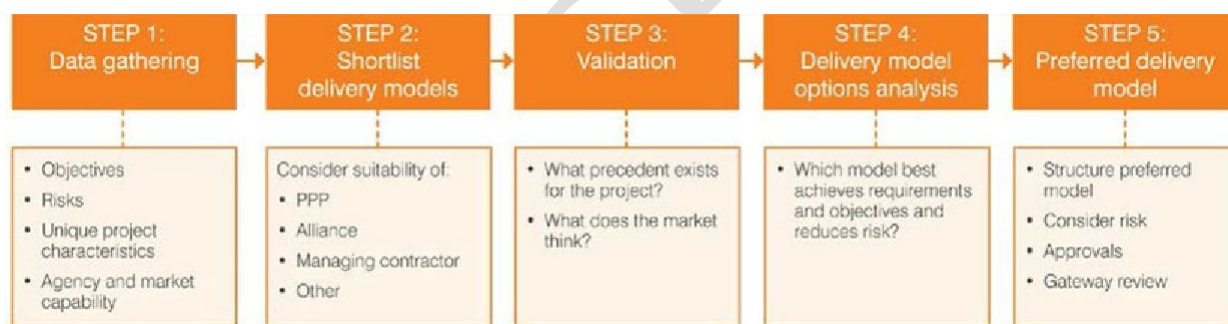 STEP 1:
Data gathering
STEP 2:
Shortlist
delivery models
STEP 3:
Validation
STEP 4:
Delivery model
options analysis
STEP 5:
Preferred delivery
model
• Objectives
• Risks
• Unique project
characteristics
• Agency and market
capability
Consider suitability of:
• PPP
• Alliance
• Managing contractor
• Other
• What precedent exists
for the project?
• What does the market
think?
• Which model best
achieves requirements
and objectives and
reduces risk?
• Structure preferred
model
• Consider risk
• Approvals
• Gateway review